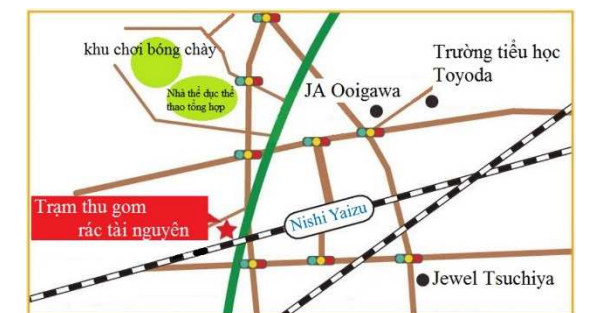 khu chơi bóng chày
Nhà thể dục thể
thao tổng hợp
Trường tiểu học
Toyoda
JA Ooigawa
Trạm thu gom
rác tài nguyên
Nishi Yaizu
Jewel Tsuchiya